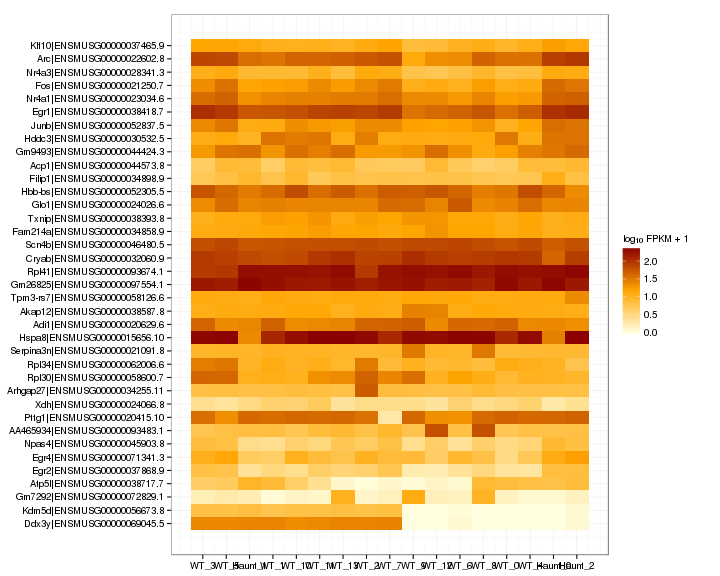 Klf10|ENSMUSG00000037465.9
Arc|ENSMUSG00000022602.8
Nr4a3|ENSMUSG00000028341.3
Fos|ENSMUSG00000021250.7
Nr4a1|ENSMUSG00000023034.6
Egr1|ENSMUSG00000038418.7
Junb|ENSMUSG00000052837.5
Hddc3|ENSMUSG00000030532.5
Gm9493|ENSMUSG00000044424.3
Acp1|ENSMUSG00000044573.8
Filip1|ENSMUSG00000034898.9
Hbb-bs|ENSMUSG00000052305.5
Glo1|ENSMUSG00000024026.6
Txnip|ENSMUSG00000038393.8
Fam214a|ENSMUSG00000034858.9
Scn4b|ENSMUSG00000046480.5
Cryab|ENSMUSG00000032060.9
Rpl41|ENSMUSG00000093674.1
Gm26825|ENSMUSG00000097554.1
Tpm3-rs7|ENSMUSG00000058126.6
Akap12|ENSMUSG00000038587.8
Adi1|ENSMUSG00000020629.6
Hspa8|ENSMUSG00000015656.10
Serpina3n|ENSMUSG00000021091.8
Rpl34|ENSMUSG00000062006.6
Rpl30|ENSMUSG00000058600.7
Arhgap27|ENSMUSG00000034255.11
Xdh|ENSMUSG00000024066.8
Pttg1|ENSMUSG00000020415.10
AA465934|ENSMUSG00000093483.1
Npas4|ENSMUSG00000045903.8
Egr4|ENSMUSG00000071341.3
Egr2|ENSMUSG00000037868.9
Atp5l|ENSMUSG00000038717.7
Gm7292|ENSMUSG00000072829.1
Kdm5d|ENSMUSG00000056673.8
Ddx3y|ENSMUSG00000069045.5
WT_3 WT_2 WT_7 WT_8 Haunt_2
log10 FPKM + 1
2.0
1.5
1.0
0.5
0.0